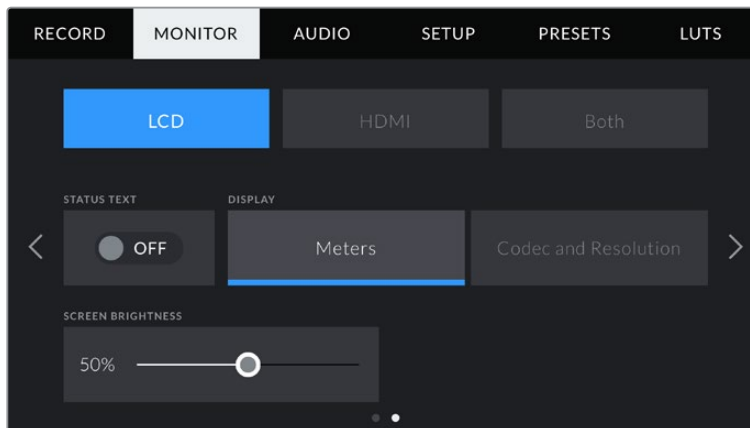 RECORD MONITOR AUDIO SETUP PRESETS LUTS
LCD HDMI Both
STATUS TEXT DISPLAY
OFF Meters Codec and Resolution
SCREEN BRIGHTNESS
50%